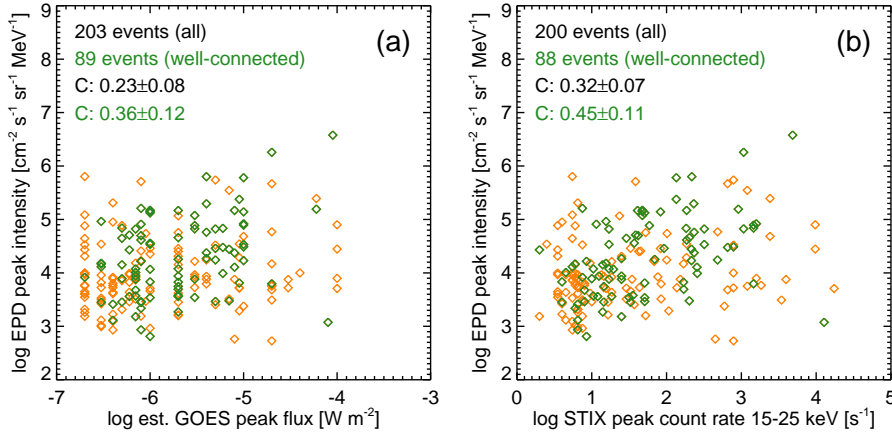 203 events (all)
89 events (well-connected)
C: 0.23±0.08
C: 0.36±0.12
(a)
log EPD peak intensity [cm⁻² s⁻¹ sr⁻¹ MeV⁻¹]
9
8
7
6
5
4
3
2
-7 -6 -5 -4 -3
log est. GOES peak flux [W m⁻²]
200 events (all)
88 events (well-connected)
C: 0.32±0.07
C: 0.45±0.11
(b)
log EPD peak intensity [cm⁻² s⁻¹ sr⁻¹ MeV⁻¹]
9
8
7
6
5
4
3
2
0 1 2 3 4 5
log STIX peak count rate 15-25 keV [s⁻¹]